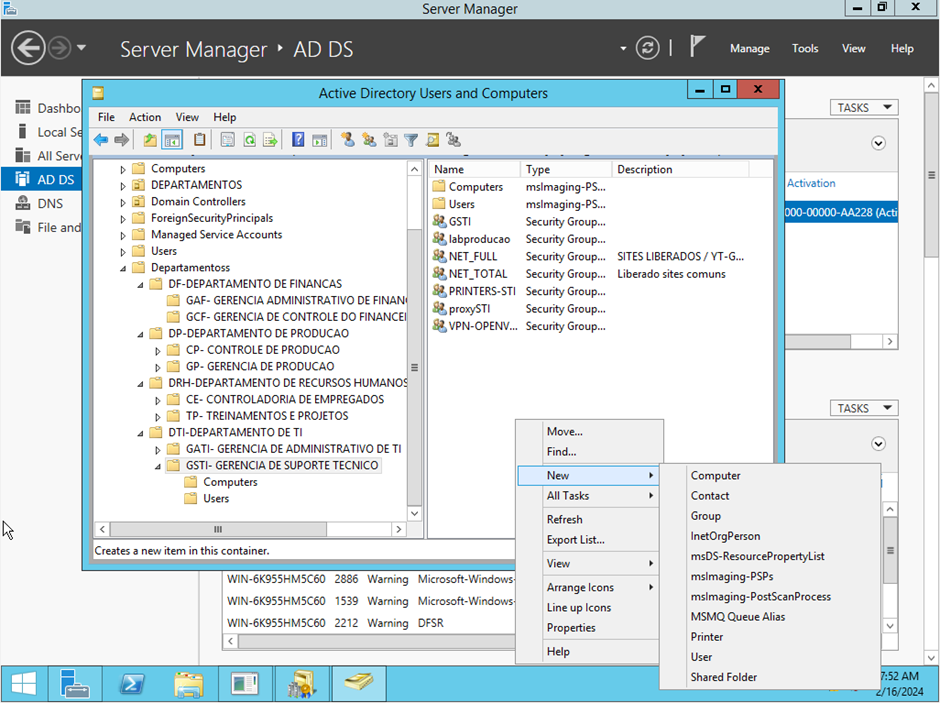 Server Manager
Server Manager ‣ AD DS
Manage Tools View Help
Dashbo
Local Se
All Serve
AD DS
DNS
File and
TASKS
Activation
000-00000-AA228 (Acti
TASKS
Active Directory Users and Computers
File Action View Help
Computers
DEPARTAMENTOS
Domain Controllers
ForeignSecurityPrincipals
Managed Service Accounts
Users
Departamentoss
DF-DEPARTAMENTO DE FINANCAS
GAF- GERENCIA ADMINISTRATIVO DE FINAN
GCF- GERENCIA DE CONTROLE DO FINANCEI
DP-DEPARTAMENTO DE PRODUCAO
CP- CONTROLE DE PRODUCAO
GP- GERENCIA DE PRODUCAO
DRH-DEPARTAMENTO DE RECURSOS HUMANOS
CE- CONTROLADORIA DE EMPREGADOS
TP- TREINAMENTOS E PROJETOS
DTI-DEPARTAMENTO DE TI
GATI- GERENCIA DE ADMINISTRATIVO DE TI
GSTI- GERENCIA DE SUPORTE TECNICO
Computers
Users
Name Type Description
Computers msImaging-PS...
Users msImaging-PS...
GSTI Security Group...
labproducao Security Group...
NET_FULL Security Group... SITES LIBERADOS / YT-G...
NET_TOTAL Security Group... Liberado sites comuns
PRINTERS-STI Security Group...
proxySTI Security Group...
VPN-OPENV... Security Group...
Creates a new item in this container.
Move...
Find...
New
All Tasks
Refresh
Export List...
View
Arrange Icons
Line up Icons
Properties
Help
Computer
Contact
Group
InetOrgPerson
msDS-ResourcePropertyList
msImaging-PSPs
msImaging-PostScanProcess
MSMQ Queue Alias
Printer
User
Shared Folder
WIN-6K955HM5C60 2886 Warning Microsoft-Windows-
WIN-6K955HM5C60 1539 Warning Microsoft-Windows-
WIN-6K955HM5C60 2212 Warning DFSR
7:52 AM
2/16/2024